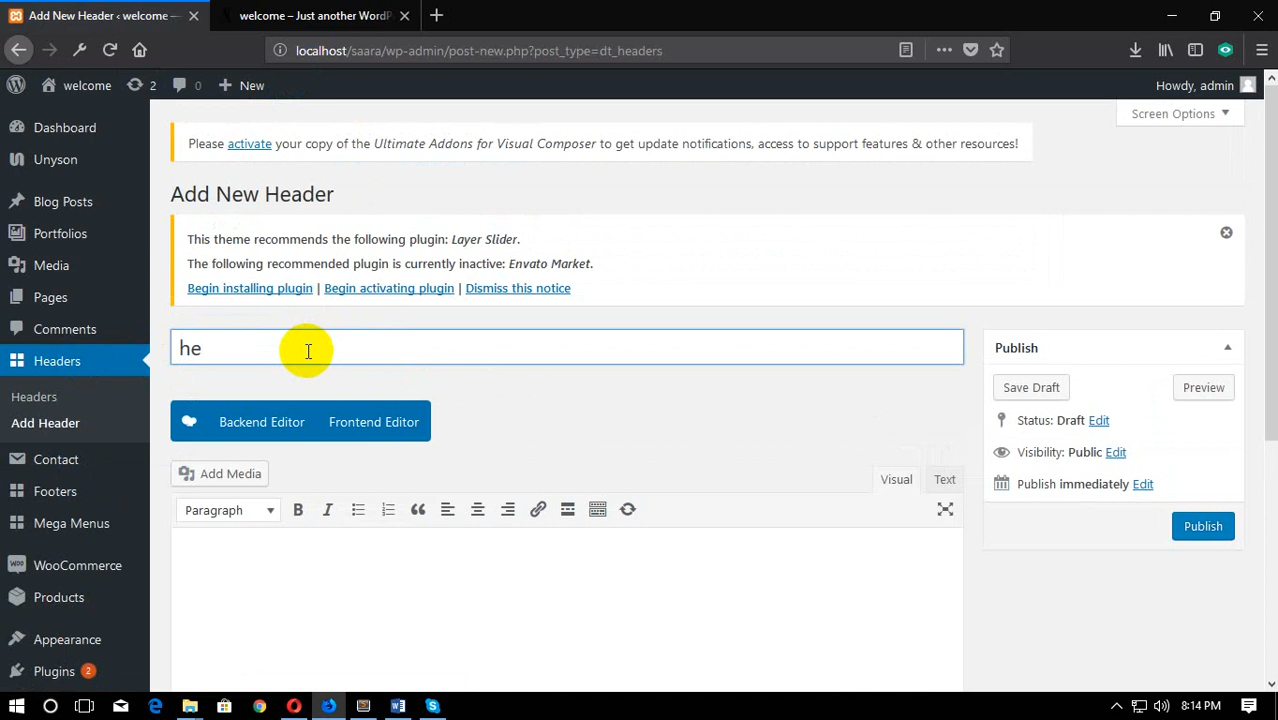 Add New Header ‹ welcome —
welcome – Just another WordP
localhost/saara/wp-admin/post-new.php?post_type=dt_headers
welcome
2
0
New
Howdy, admin
Screen Options
Dashboard
Unyson
Blog Posts
Portfolios
Media
Pages
Comments
Headers
Headers
Add Header
Contact
Footers
Mega Menus
WooCommerce
Products
Appearance
Plugins 2
Please activate your copy of the Ultimate Addons for Visual Composer to get update notifications, access to support features & other resources!
Add New Header
This theme recommends the following plugin: Layer Slider.
The following recommended plugin is currently inactive: Envato Market.
Begin installing plugin | Begin activating plugin | Dismiss this notice
he
Backend Editor Frontend Editor
Add Media
Visual Text
Paragraph
B I
Publish
Save Draft Preview
Status: Draft Edit
Visibility: Public Edit
Publish immediately Edit
Publish
8:14 PM